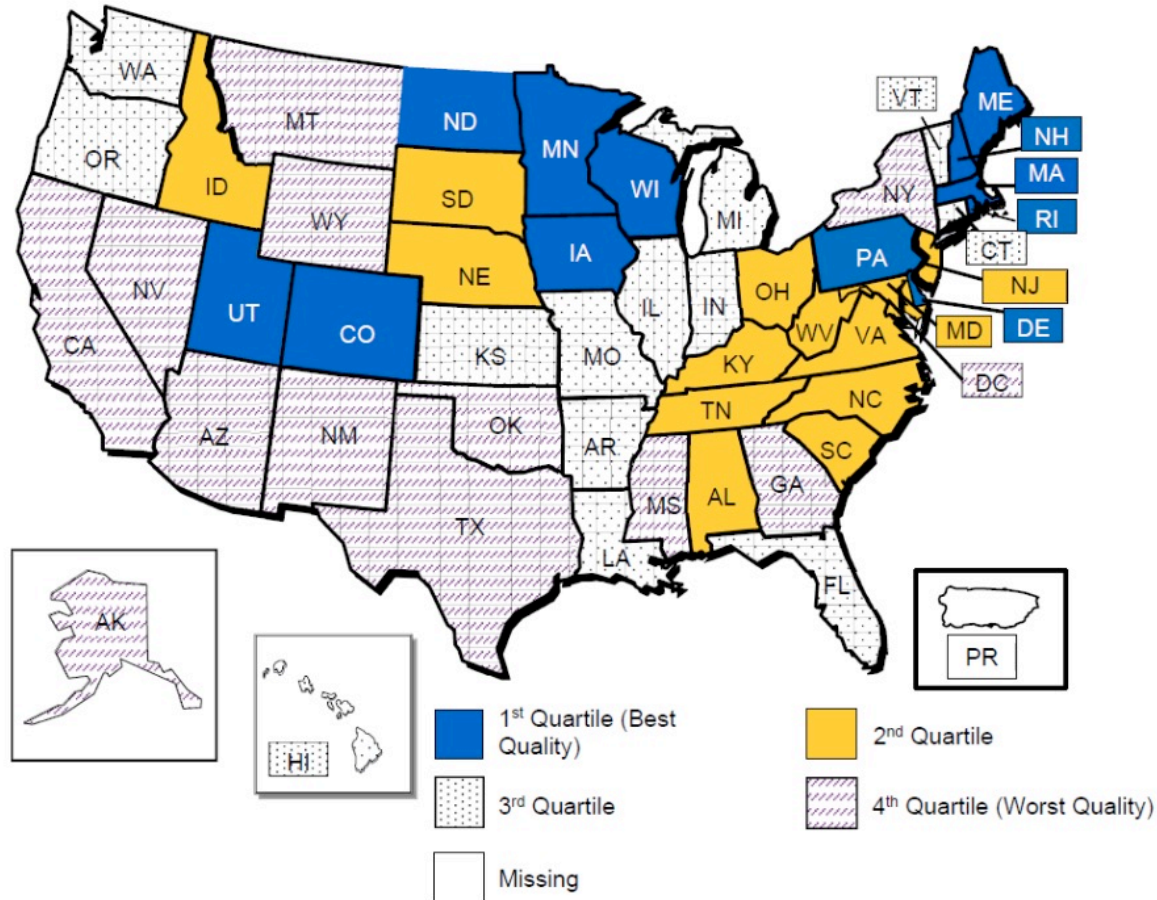 WA
MT
ND
MN
VT
ME
NH
OR
ID
SD
WI
MI
NY
MA
WY
RI
CT
IA
PA
NE
NJ
NV
UT
CO
IL
IN
OH
WV
VA
MD
DE
CA
KS
MO
KY
DC
AZ
NM
OK
AR
TN
NC
SC
TX
MS
AL
GA
LA
FL
AK
HI
PR
1st Quartile (Best
Quality)
2nd Quartile
3rd Quartile
4th Quartile (Worst Quality)
Missing